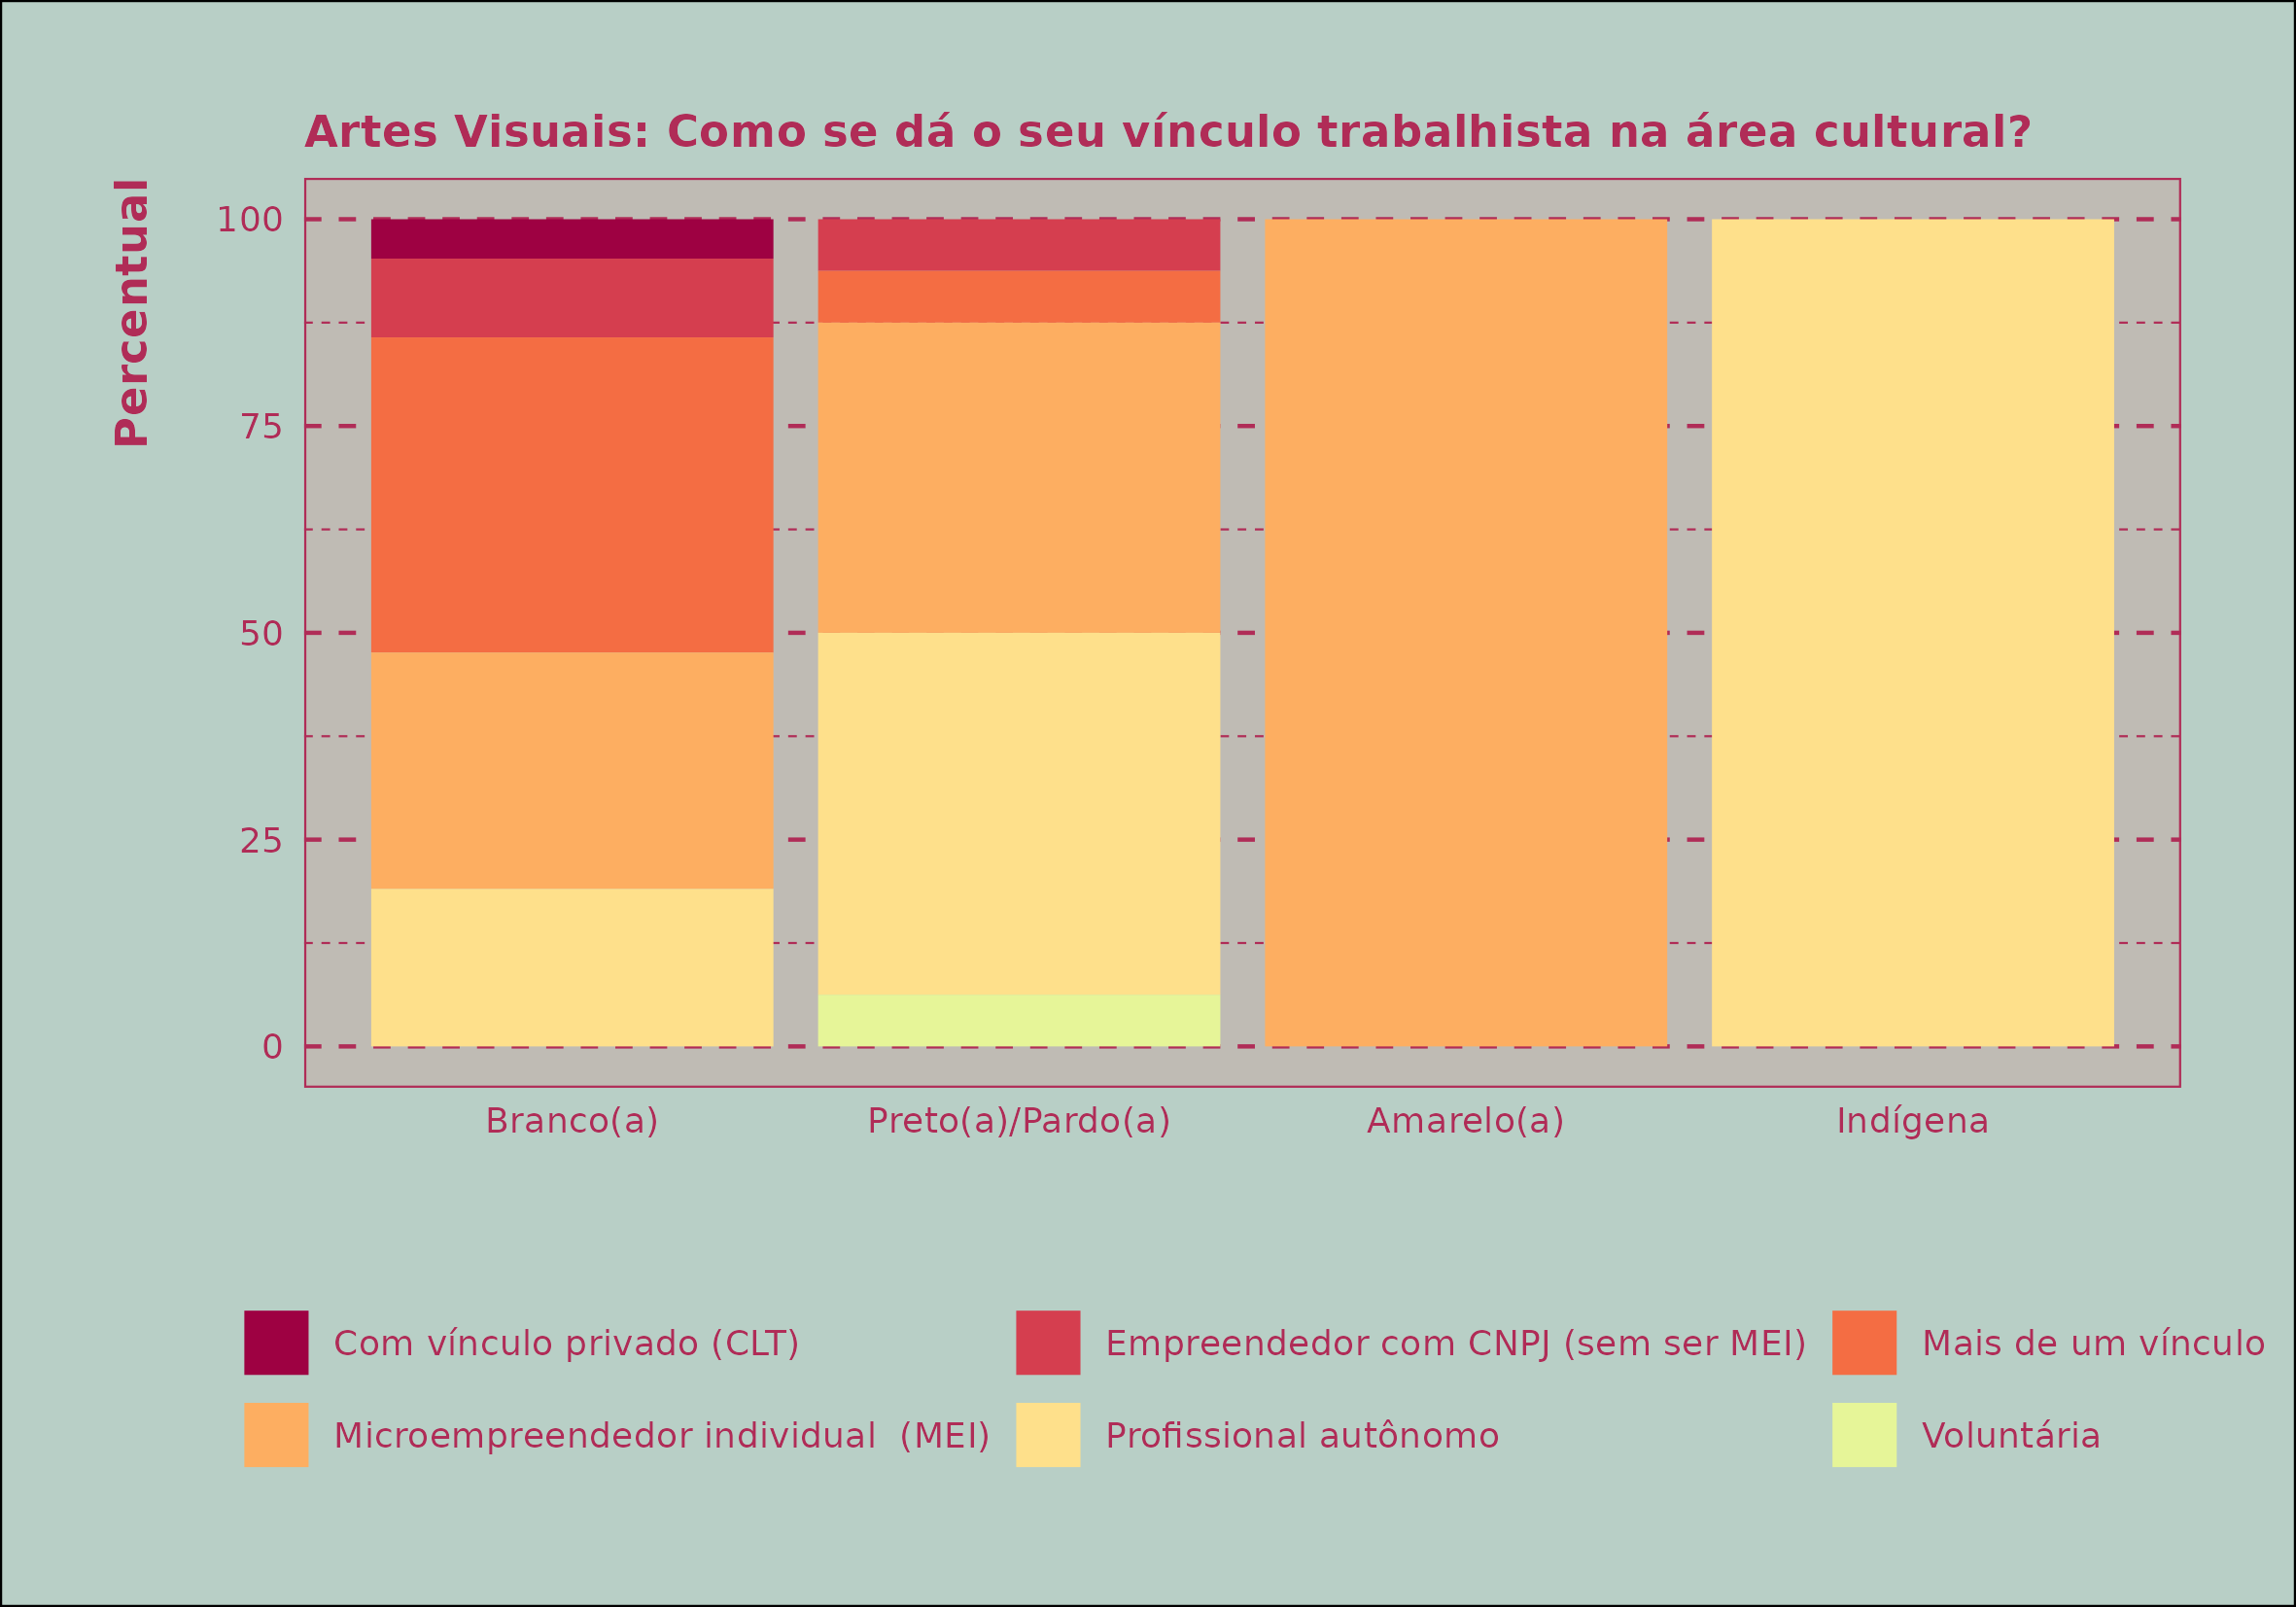 Artes Visuais: Como se dá o seu vínculo trabalhista na área cultural?
Percentual
100
75
50
25
0
Branco(a) Preto(a)/Pardo(a) Amarelo(a) Indígena
Com vínculo privado (CLT) Empreendedor com CNPJ (sem ser MEI) Mais de um vínculo
Microempreendedor individual  (MEI) Profissional autônomo Voluntária